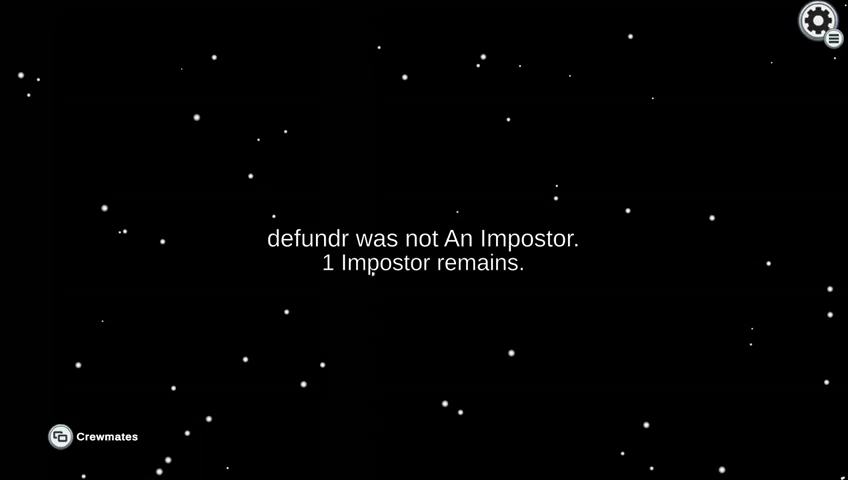 defundr was not An Impostor.
1 Impostor remains.
Crewmates